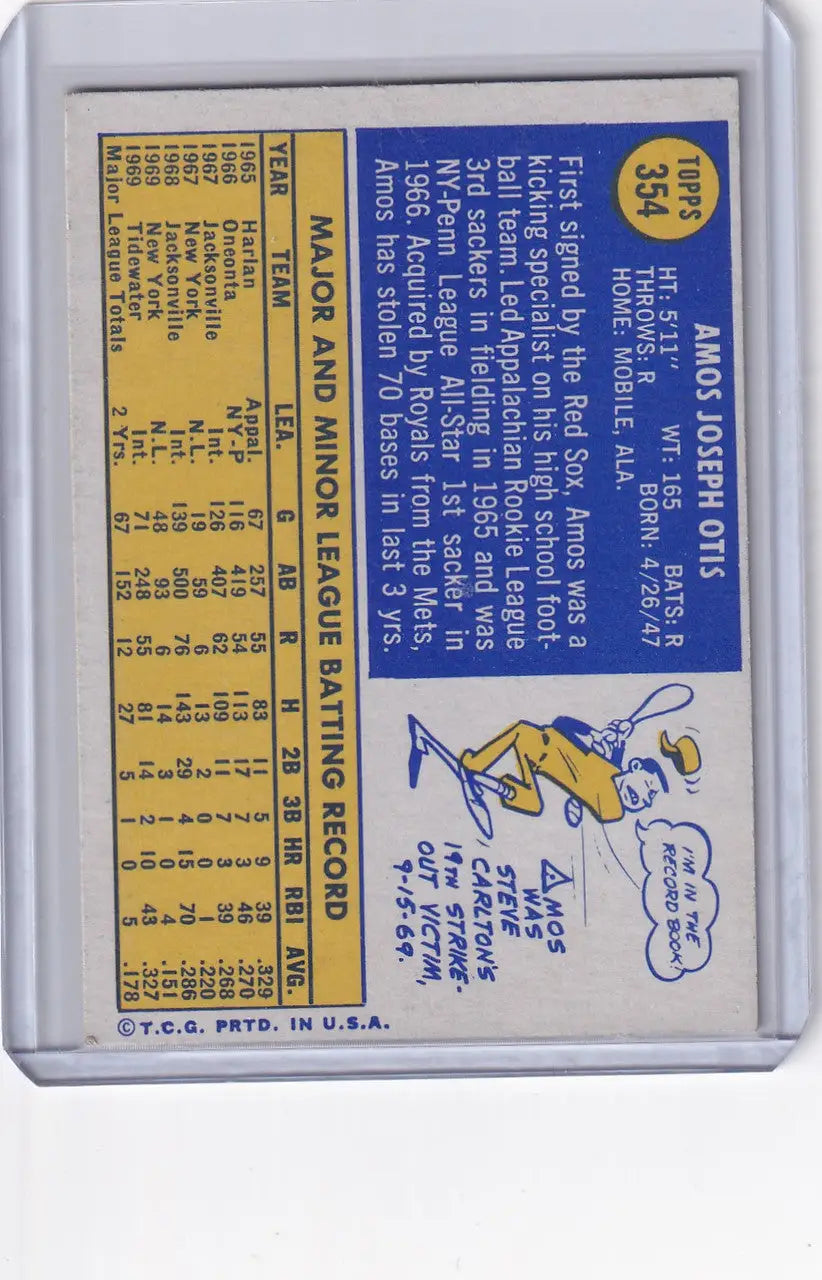 TOPPS
354
AMOS JOSEPH OTIS
HT: 5'11" WT: 165 BATS: R
THROWS: R BORN: 4/26/47
HOME: MOBILE, ALA.
First signed by the Red Sox, Amos was a
kicking specialist on his high school foot-
ball team. Led Appalachian Rookie League
3rd sackers in fielding in 1965 and was
NY-Penn League All-Star 1st sacker in
1966. Acquired by Royals from the Mets,
Amos has stolen 70 bases in last 3 yrs.
I'M IN THE
RECORD BOOK!
AMOS
WAS
STEVE
CARLTON'S
19TH STRIKE-
OUT VICTIM,
9-15-69.
MAJOR AND MINOR LEAGUE BATTING RECORD
YEAR TEAM LEA. G AB R H 2B 3B HR RBI AVG.
1965 Harlan Appal. 67 257 55 83 11 5 9 39 .329
1966 Oneonta NY-P 116 419 54 113 17 7 3 46 .270
1967 Jacksonville Int. 126 407 62 109 11 7 3 39 .268
1967 New York N.L. 19 59 6 13 2 0 0 1 .220
1968 Jacksonville Int. 139 500 76 143 29 4 15 70 .286
1969 New York N.L. 48 93 6 14 3 1 0 4 .151
1969 Tidewater Int. 71 248 55 81 14 2 10 43 .327
Major League Totals 2 Yrs. 67 152 12 27 5 1 0 5 .178
©T.C.G. PRTD. IN U.S.A.